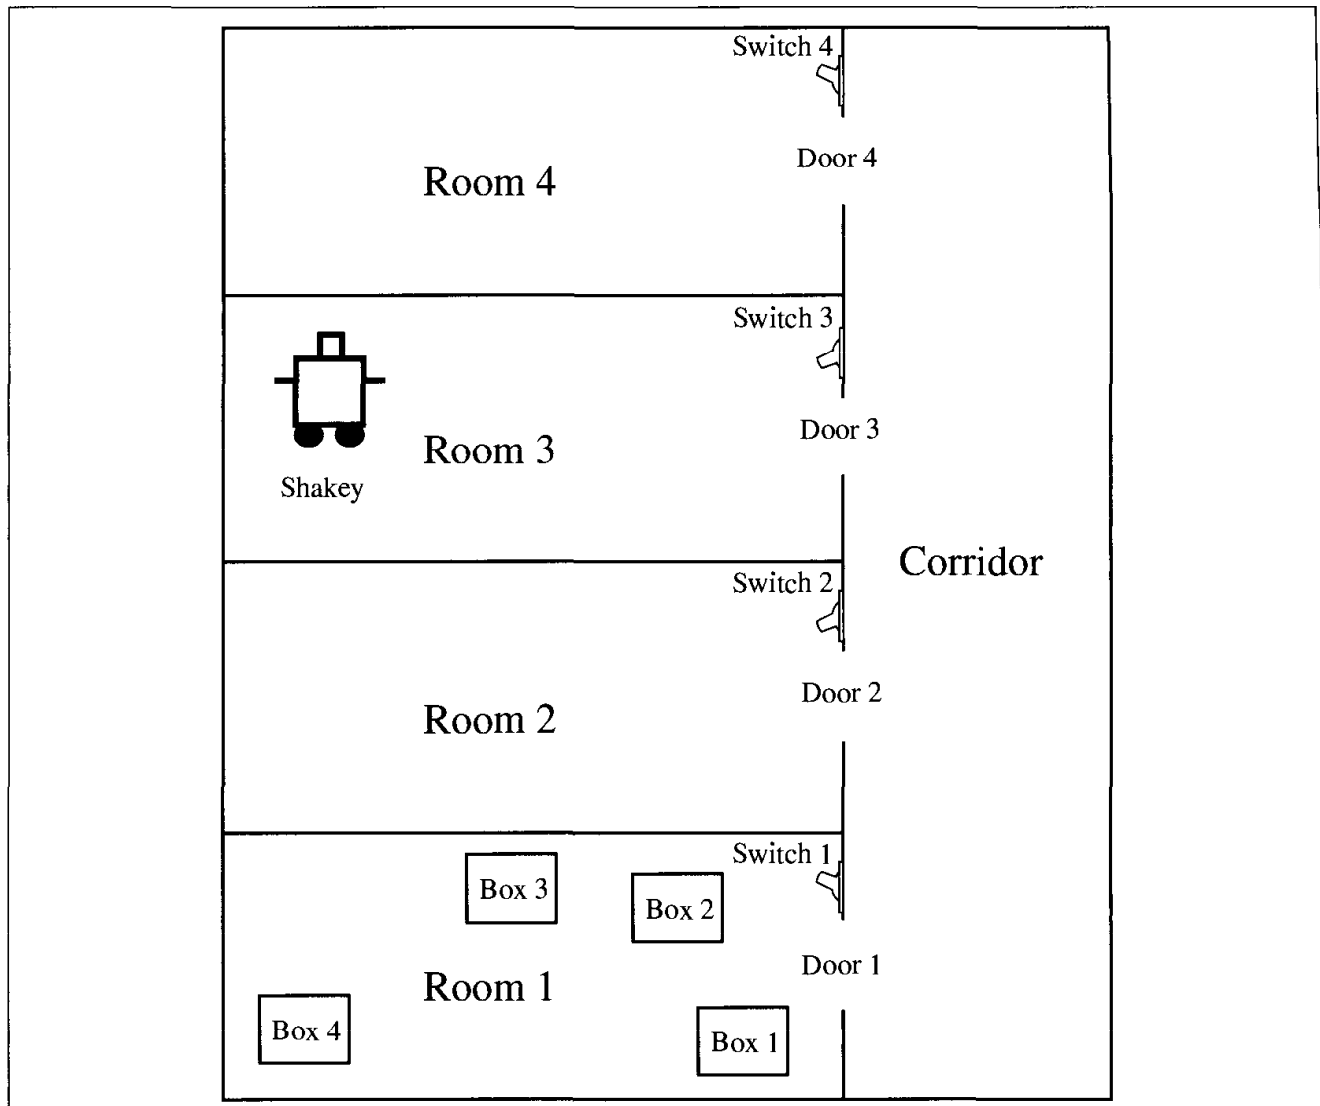 Switch 4
Door 4
Room 4
Switch 3
Door 3
Room 3
Shakey
Corridor
Switch 2
Door 2
Room 2
Switch 1
Box 3
Box 2
Door 1
Room 1
Box 4
Box 1